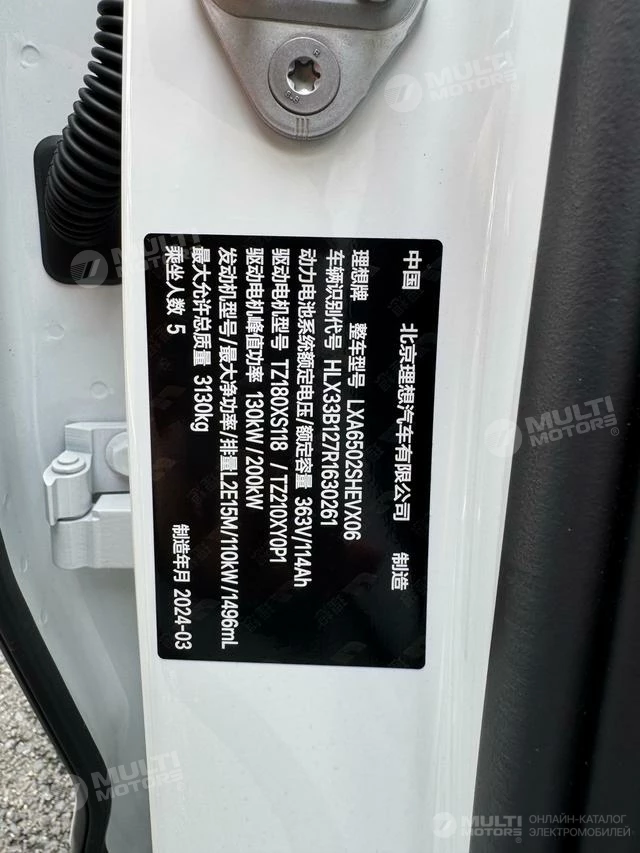 中国 北京理想汽车有限公司 制造
理想牌 整车型号 LXA6502SHEVX06
车辆识别代号 HLX33B127R1630261
动力电池系统额定电压/额定容量 363V/114Ah
驱动电机型号 TZ180XS118 / TZ210XY0P1
驱动电机峰值功率 130kW/200kW
发动机型号/最大净功率/排量L2E15M/110kW/1496mL
最大允许总质量 3130kg
乘坐人数 5 制造年月 2024-03
MULTI MOTORS
MULTI MOTORS
MULTI MOTORS
MULTI MOTORS
MULTI MOTORS
MULTI MOTORS ОНЛАЙН-КАТАЛОГ ЭЛЕКТРОМОБИЛЕЙ